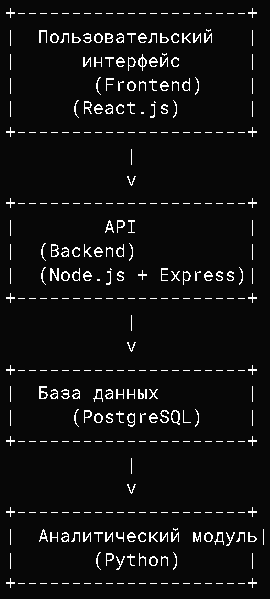 +---------------------+
|  Пользовательский   |
|      интерфейс      |
|       (Frontend)    |
|     (React.js)      |
+---------------------+
           |
           v
+---------------------+
|        API          |
|  (Backend)          |
|  (Node.js + Express)|
+---------------------+
           |
           v
+---------------------+
|  База данных        |
|     (PostgreSQL)    |
+---------------------+
           |
           v
+---------------------+
|  Аналитический модуль|
|       (Python)      |
+---------------------+